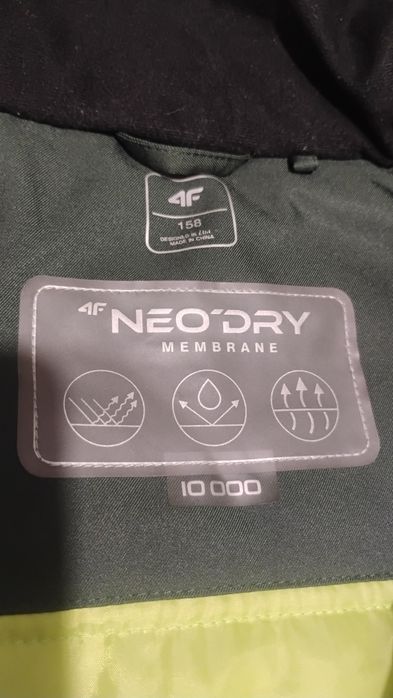 4F
158
DESIGNED IN EU
MADE IN CHINA
4F NEO'DRY
MEMBRANE
10 000